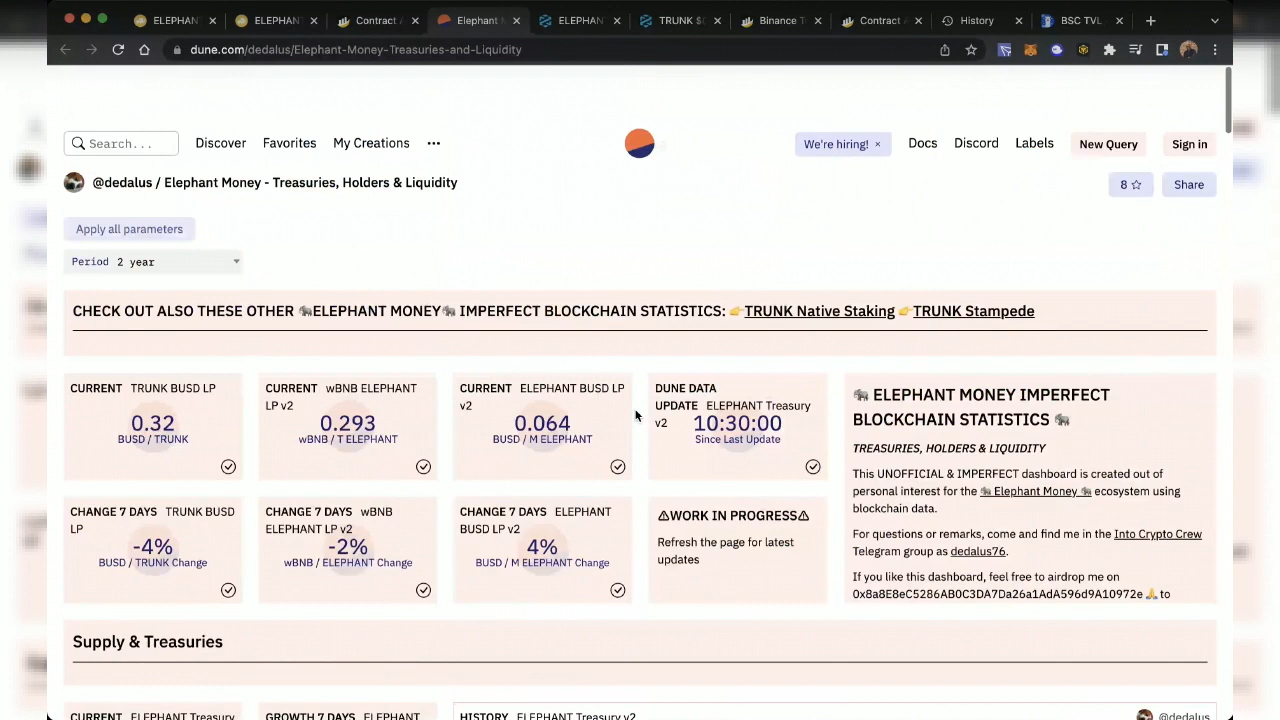 ELEPHAN
ELEPHAN
Contract A
Elephant M
ELEPHAN
TRUNK $(
Binance T
Contract A
History
BSC TVL
dune.com/dedalus/Elephant-Money-Treasuries-and-Liquidity
Search...
Discover
Favorites
My Creations
We're hiring! ×
Docs
Discord
Labels
New Query
Sign in
@dedalus / Elephant Money - Treasuries, Holders & Liquidity
8
Share
Apply all parameters
Period 2 year
CHECK OUT ALSO THESE OTHER 🐘ELEPHANT MONEY🐘 IMPERFECT BLOCKCHAIN STATISTICS: 👉TRUNK Native Staking 👉TRUNK Stampede
CURRENT TRUNK BUSD LP
0.32
BUSD / TRUNK
CURRENT wBNB ELEPHANT
LP v2
0.293
wBNB / T ELEPHANT
CURRENT ELEPHANT BUSD LP
v2
0.064
BUSD / M ELEPHANT
DUNE DATA
UPDATE ELEPHANT Treasury
v2
10:30:00
Since Last Update
🐘 ELEPHANT MONEY IMPERFECT
BLOCKCHAIN STATISTICS 🐘
TREASURIES, HOLDERS & LIQUIDITY
This UNOFFICIAL & IMPERFECT dashboard is created out of
personal interest for the 🐘 Elephant Money 🐘 ecosystem using
blockchain data.
For questions or remarks, come and find me in the Into Crypto Crew
Telegram group as dedalus76.
If you like this dashboard, feel free to airdrop me on
0x8a8E8eC5286AB0C3DA7Da26a1AdA596d9A10972e 🙏 to
CHANGE 7 DAYS TRUNK BUSD
LP
-4%
BUSD / TRUNK Change
CHANGE 7 DAYS wBNB
ELEPHANT LP v2
-2%
wBNB / ELEPHANT Change
CHANGE 7 DAYS ELEPHANT
BUSD LP v2
4%
BUSD / M ELEPHANT Change
⚠WORK IN PROGRESS⚠
Refresh the page for latest
updates
Supply & Treasuries
CURRENT ELEPHANT Treasury
GROWTH 7 DAYS ELEPHANT
HISTORY ELEPHANT Treasury v2
@dedalus